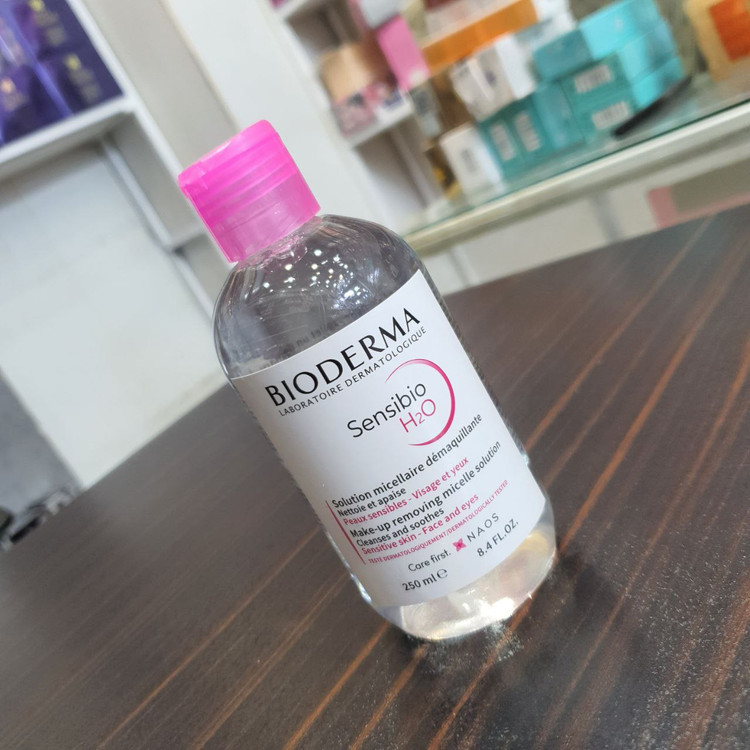 BIODERMA
LABORATOIRE DERMATOLOGIQUE
Sensibio
H2O
Solution micellaire démaquillante
Nettoie et apaise
Peaux sensibles - Visage et yeux
Make-up removing micelle solution
Cleanses and soothes
Sensitive skin - Face and eyes
TESTÉ DERMATOLOGIQUEMENT/DERMATOLOGICALLY TESTED
Care first. NAOS
250 ml ℮ 8.4 FL.OZ.